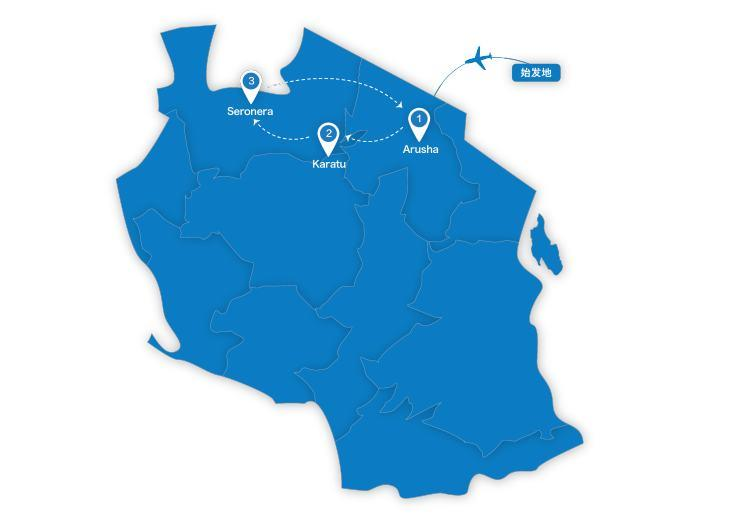 始发地
3
Seronera
1
Arusha
2
Karatu